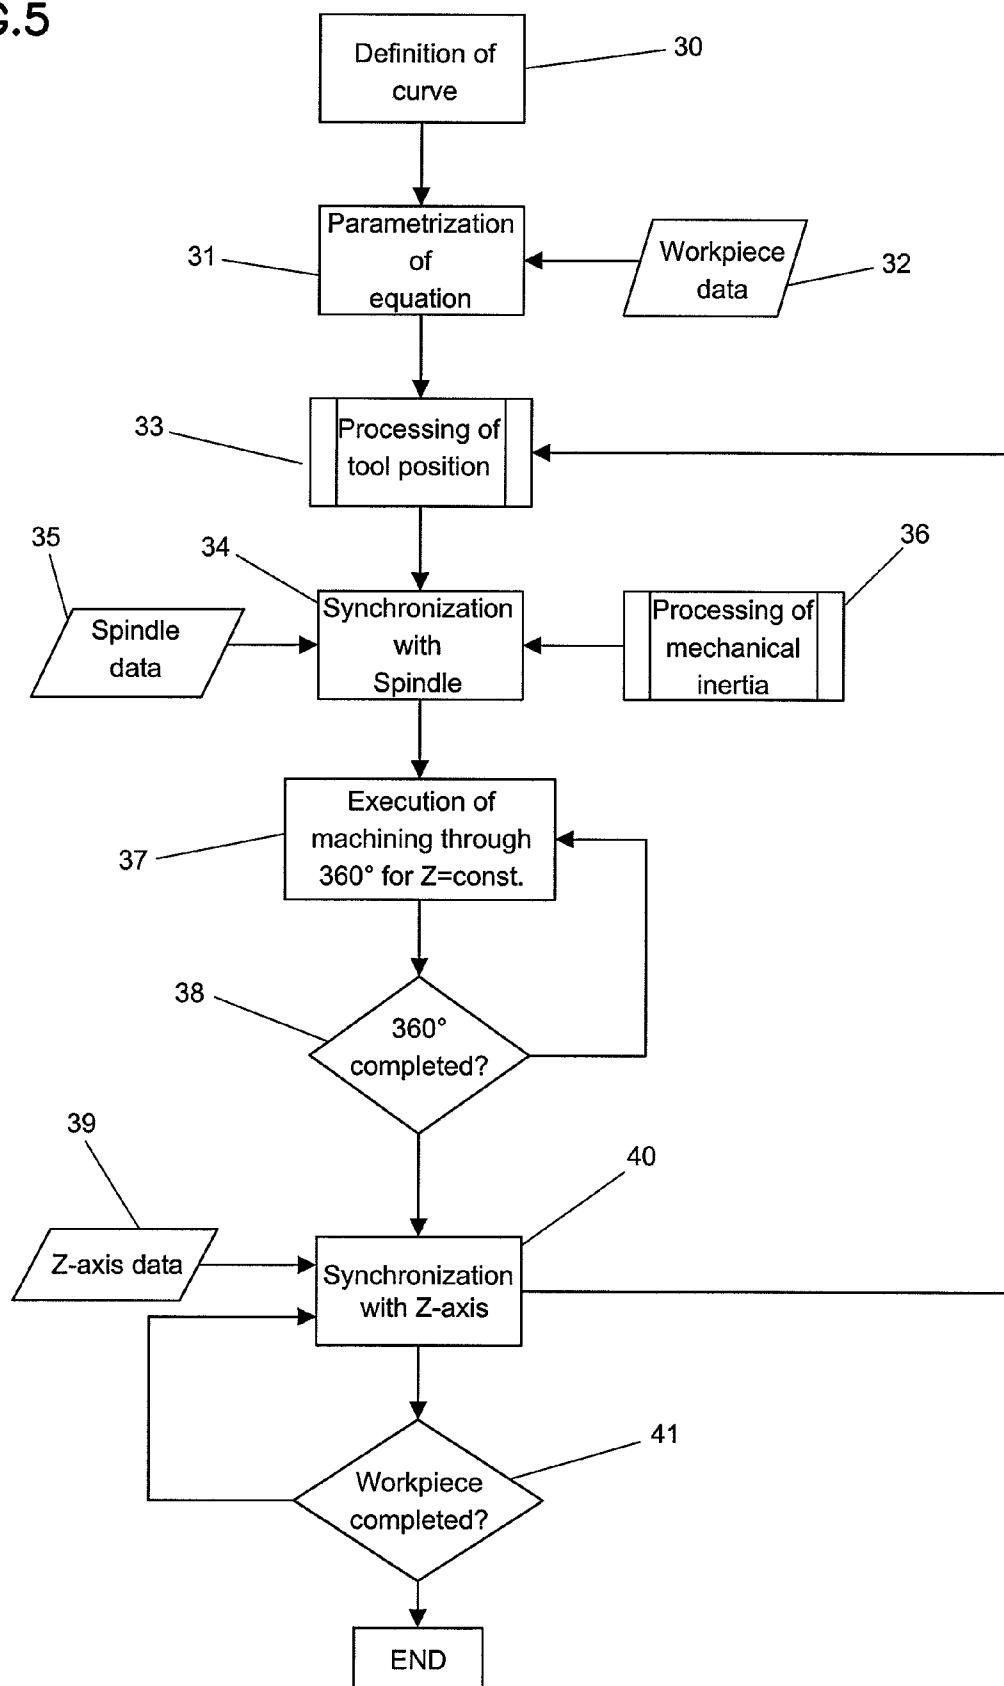 G.5
Definition of
curve
30
Parametrization
of
equation
31
Workpiece
data
32
Processing of
tool position
33
35
34
36
Spindle
data
Synchronization
with
Spindle
Processing of
mechanical
inertia
Execution of
machining through
360° for Z=const.
37
38
360°
completed?
39
40
Z-axis data
Synchronization
with Z-axis
41
Workpiece
completed?
END